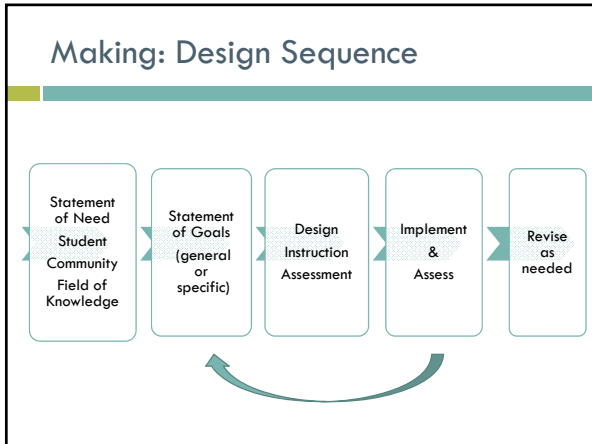 Making: Design Sequence
Statement
of Need
Student
Community
Field of
Knowledge
Statement
of Goals
(general
or
specific)
Design
Instruction
Assessment
Implement
&
Assess
Revise
as
needed